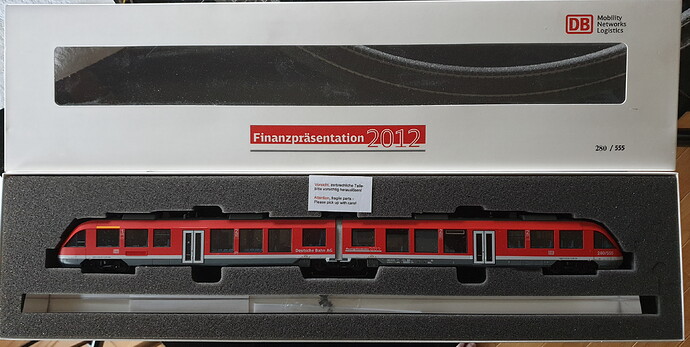 DB
Mobility
Networks
Logistics
Finanzpräsentation 2012
280 / 555
Vorsicht, zerbrechliche Teile
bitte vorsichtig herauslösen!
Attention, fragile parts -
Please pick up with care!
Deutsche Bahn AG